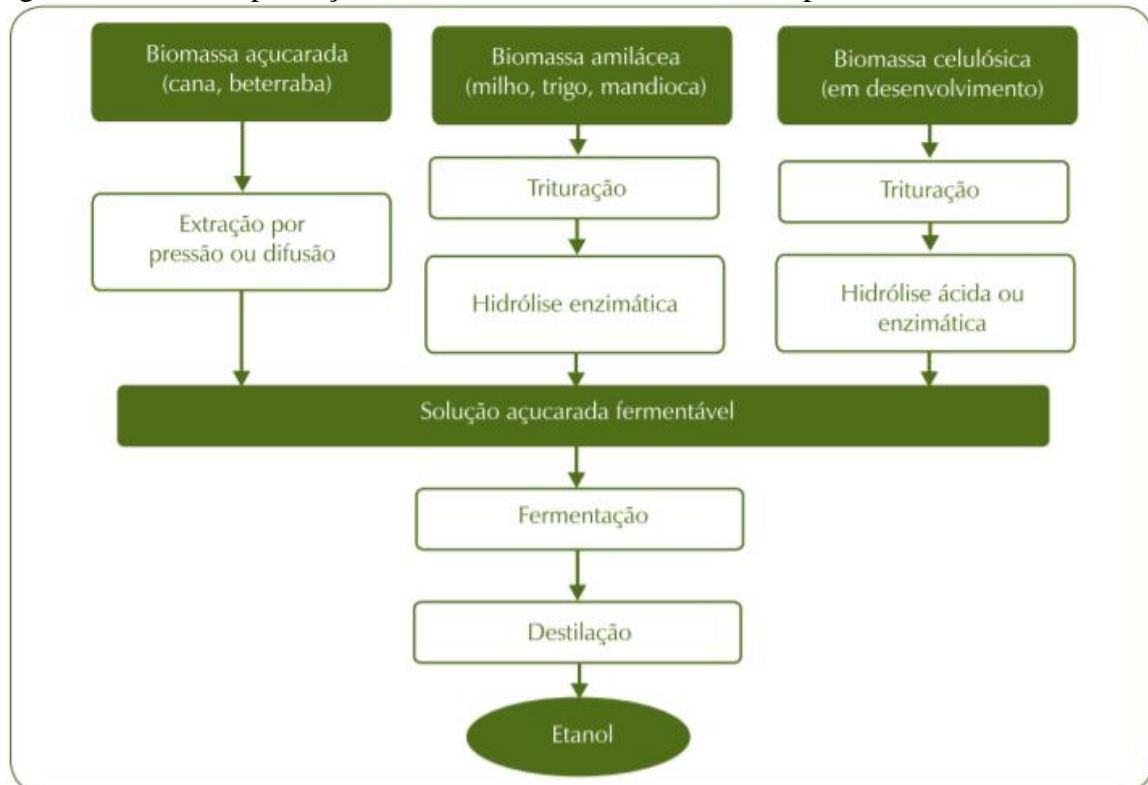 Biomassa açucarada
(cana, beterraba)
Biomassa amilácea
(milho, trigo, mandioca)
Biomassa celulósica
(em desenvolvimento)
Extração por
pressão ou difusão
Trituração
Hidrólise enzimática
Trituração
Hidrólise ácida ou
enzimática
Solução açucarada fermentável
Fermentação
Destilação
Etanol